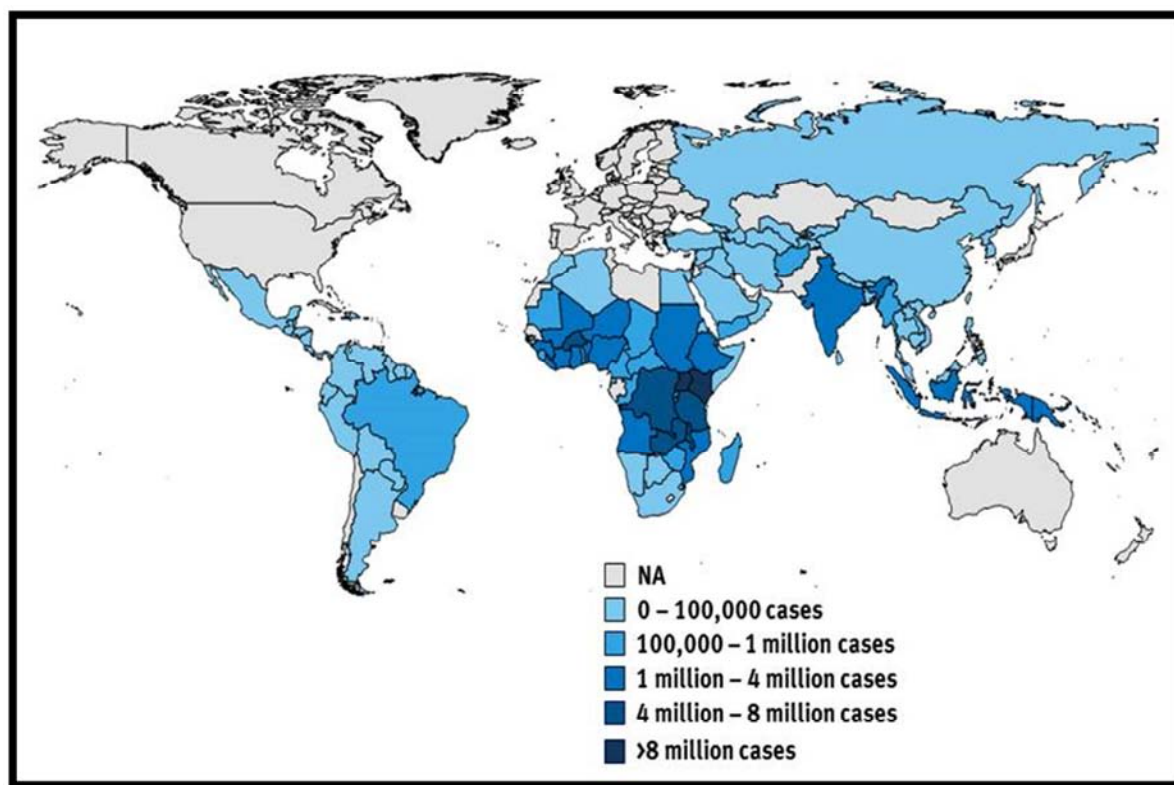 NA
0 – 100,000 cases
100,000 – 1 million cases
1 million – 4 million cases
4 million – 8 million cases
>8 million cases